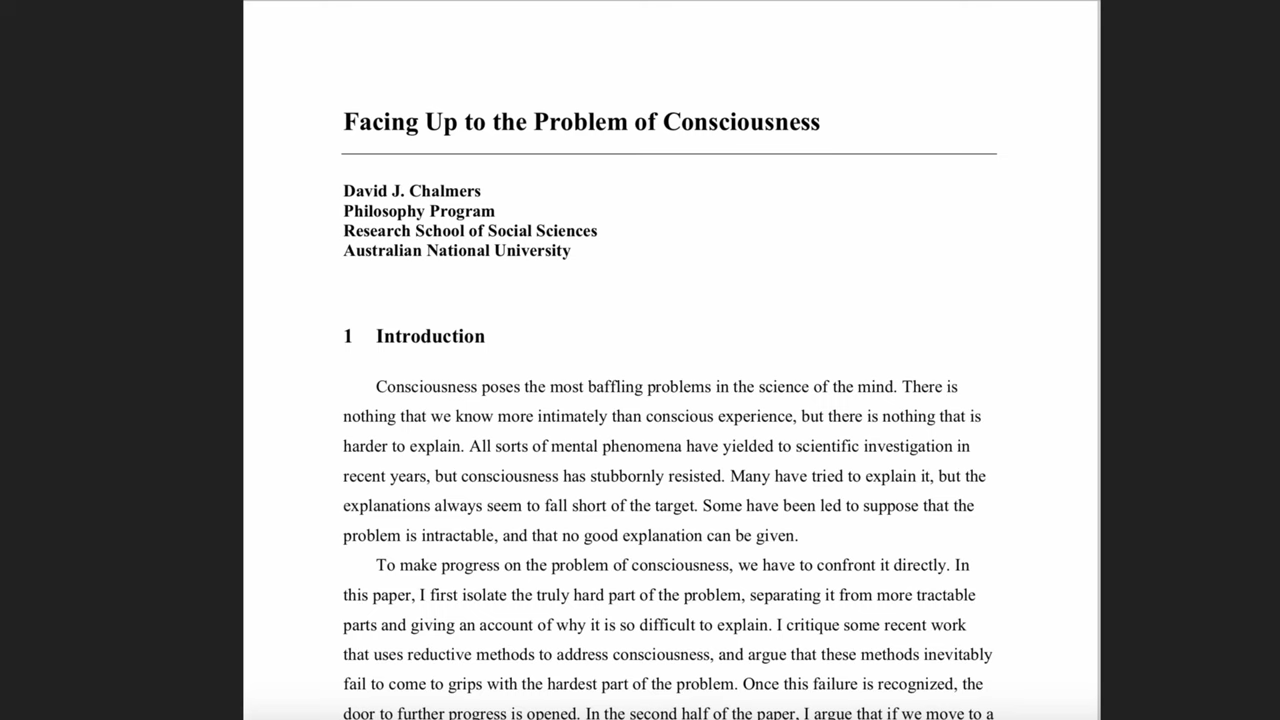 Facing Up to the Problem of Consciousness
David J. Chalmers
Philosophy Program
Research School of Social Sciences
Australian National University
1 Introduction
Consciousness poses the most baffling problems in the science of the mind. There is
nothing that we know more intimately than conscious experience, but there is nothing that is
harder to explain. All sorts of mental phenomena have yielded to scientific investigation in
recent years, but consciousness has stubbornly resisted. Many have tried to explain it, but the
explanations always seem to fall short of the target. Some have been led to suppose that the
problem is intractable, and that no good explanation can be given.
To make progress on the problem of consciousness, we have to confront it directly. In
this paper, I first isolate the truly hard part of the problem, separating it from more tractable
parts and giving an account of why it is so difficult to explain. I critique some recent work
that uses reductive methods to address consciousness, and argue that these methods inevitably
fail to come to grips with the hardest part of the problem. Once this failure is recognized, the
door to further progress is opened. In the second half of the paper, I argue that if we move to a